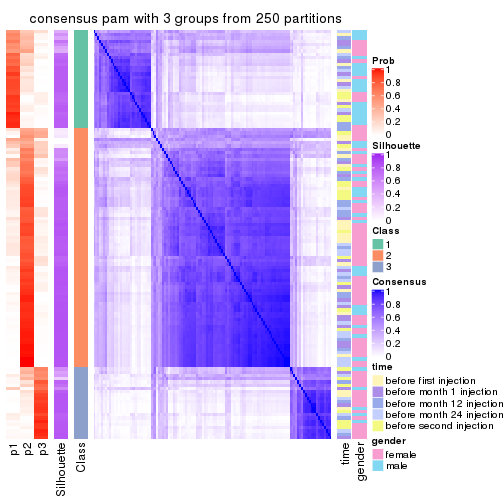 consensus pam with 3 groups from 250 partitions
Prob
1
0.8
0.6
0.4
0.2
0
Silhouette
1
0.8
0.6
0.4
0.2
0
Class
1
2
3
Consensus
1
0.8
0.6
0.4
0.2
0
time
before first injection
before month 1 injection
before month 12 injection
before month 24 injection
before second injection
gender
female
male
p1
p2
p3
Silhouette
Class
time
gender